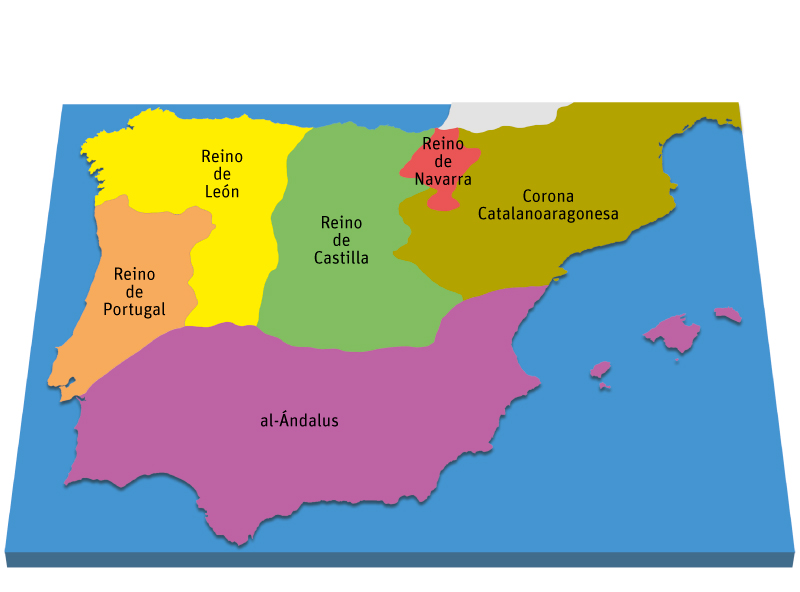 Reino
de
León
Reino
de
Castilla
Reino
de
Navarra
Corona
Catalanoaragonesa
Reino
de
Portugal
al-Ándalus